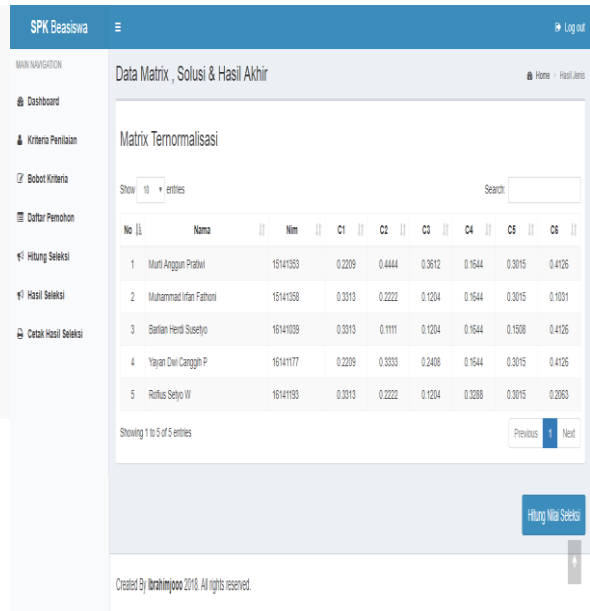 SPK Beasiswa
Log out
MAIN NAVIGATION
Dashboard
Kriteria Penilaian
Bobot Kriteria
Daftar Pemohon
Hitung Seleksi
Hasil Seleksi
Cetak Hasil Seleksi
Data Matrix , Solusi & Hasil Akhir
Home > Hasil Jenis
Matrix Ternormalisasi
Show 10 entries
Search:
No Nama Nim C1 C2 C3 C4 C5 C6
1 Murti Anggun Pratiwi 15141353 0.2209 0.4444 0.3612 0.1644 0.3015 0.4126
2 Muhammad Irfan Fathoni 15141358 0.3313 0.2222 0.1204 0.1644 0.3015 0.1031
3 Barlian Herdi Susetyo 16141039 0.3313 0.1111 0.1204 0.1644 0.1508 0.4126
4 Yayan Dwi Canggih P 16141177 0.2209 0.3333 0.2408 0.1644 0.3015 0.4126
5 Rofius Setyo W 16141193 0.3313 0.2222 0.1204 0.3288 0.3015 0.2063
Showing 1 to 5 of 5 entries
Previous 1 Next
Hitung Nilai Seleksi
Created By Ibrahimjooo 2018. All rights reserved.